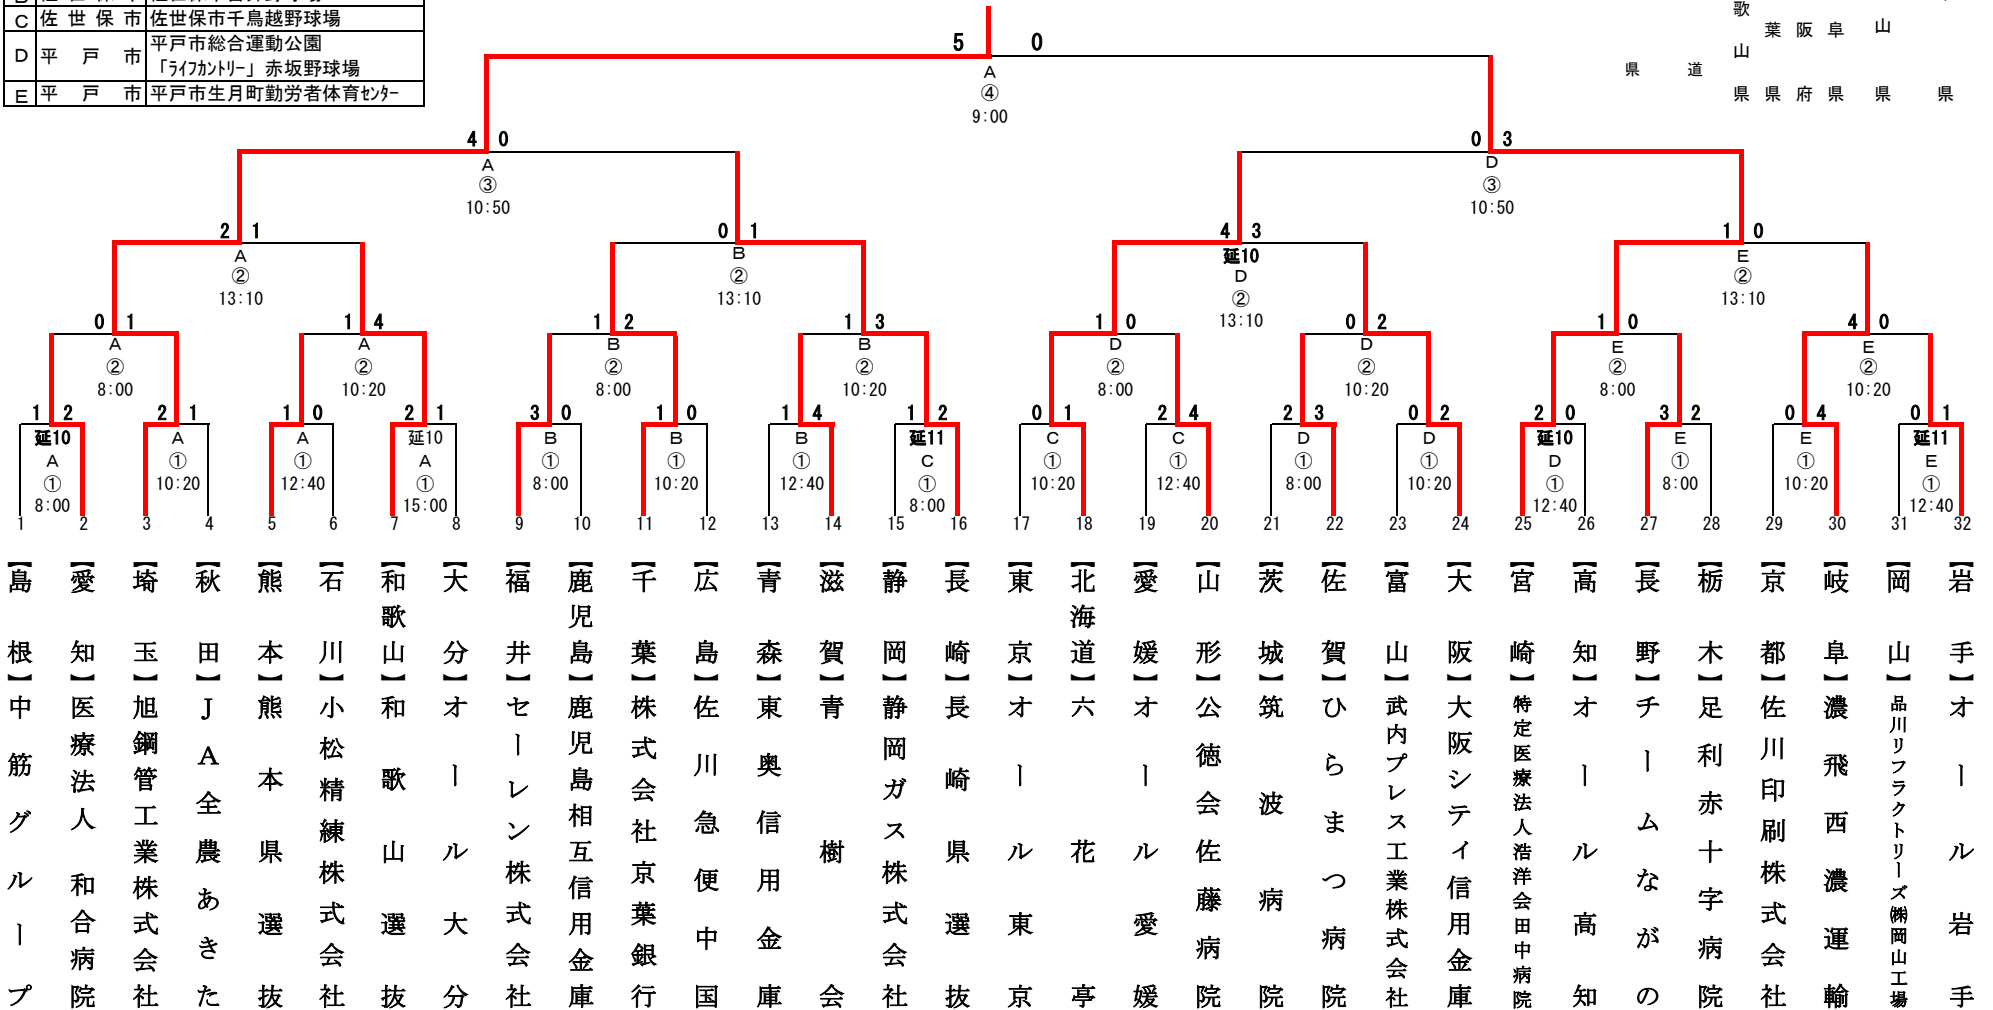 C 佐世保市 佐世保市千鳥越野球場
D 平戸市 平戸市総合運動公園
「ライフカントリー」赤坂野球場
E 平戸市 平戸市生月町勤労者体育センター
歌
葉 阪 阜 山
山
県 道
県 県 府 県 県 県
5 0
A
④
9:00
4 0
A
③
10:50
0 3
D
③
10:50
2 1
A
②
13:10
0 1
B
②
13:10
4 3
延10
D
②
13:10
1 0
E
②
13:10
0 1
A
②
8:00
1 4
A
②
10:20
1 2
B
②
8:00
1 3
B
②
10:20
1 0
D
②
8:00
0 2
D
②
10:20
1 0
E
②
8:00
4 0
E
②
10:20
1 2
延10
A
①
8:00
2 1
A
①
10:20
1 0
A
①
12:40
2 1
延10
A
①
15:00
3 0
B
①
8:00
1 0
B
①
10:20
1 4
B
①
12:40
1 2
延11
C
①
8:00
0 1
C
①
10:20
2 4
C
①
12:40
2 3
D
①
8:00
0 2
D
①
10:20
2 0
延10
D
①
12:40
3 2
E
①
8:00
0 4
E
①
10:20
0 1
延11
E
①
12:40
1 2 3 4 5 6 7 8 9 10 11 12 13 14 15 16 17 18 19 20 21 22 23 24 25 26 27 28 29 30 31 32
【島根】中筋グループ
【愛知】医療法人 和合病院
【埼玉】旭鋼管工業株式会社
【秋田】JA全農あきた
【熊本】熊本県選抜
【石川】小松精練株式会社
【和歌山】和歌山選抜
【大分】オール大分
【福井】セーレン株式会社
【鹿児島】鹿児島相互信用金庫
【千葉】株式会社京葉銀行
【広島】佐川急便中国
【青森】東奥信用金庫
【滋賀】青樹会
【静岡】静岡ガス株式会社
【長崎】長崎県選抜
【東京】オール東京
【北海道】六花亭
【愛媛】オール愛媛
【山形】公徳会佐藤病院
【茨城】筑波病院
【佐賀】ひらまつ病院
【富山】武内プレス工業株式会社
【大阪】大阪シティ信用金庫
【宮崎】特定医療法人浩洋会田中病院
【高知】オール高知
【長野】チームながの
【栃木】足利赤十字病院
【京都】佐川印刷株式会社
【岐阜】濃飛西濃運輸
【岡山】品川リフラクトリーズ㈱岡山工場
【岩手】オール岩手